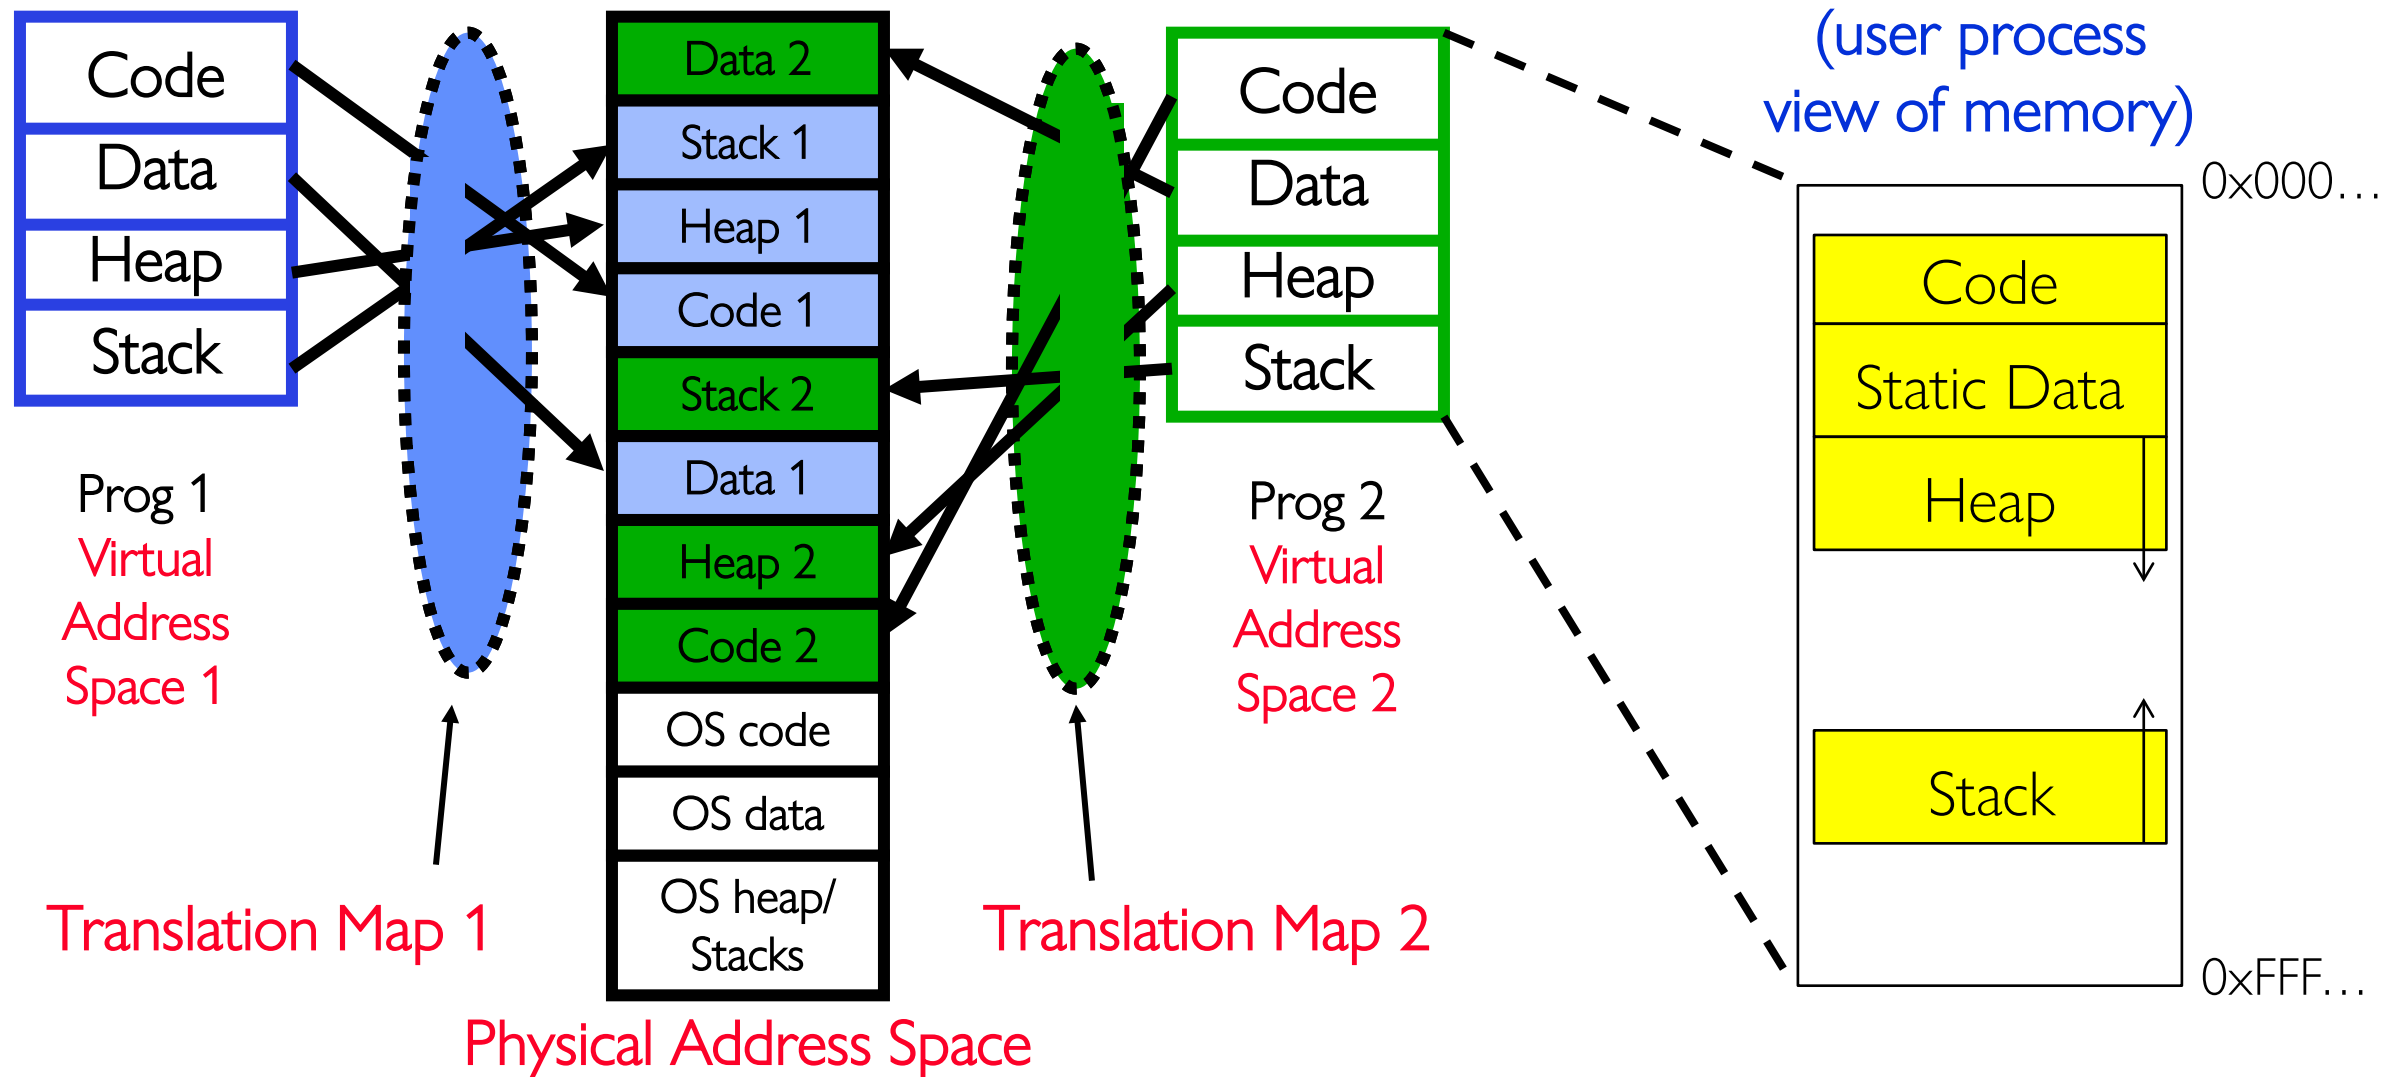 Code
Data
Heap
Stack
Prog 1
Virtual
Address
Space 1
Translation Map 1
Data 2
Stack 1
Heap 1
Code 1
Stack 2
Data 1
Heap 2
Code 2
OS code
OS data
OS heap/
Stacks
Physical Address Space
Code
Data
Heap
Stack
Prog 2
Virtual
Address
Space 2
Translation Map 2
(user process
view of memory)
0x000…
Code
Static Data
Heap
Stack
0xFFF…